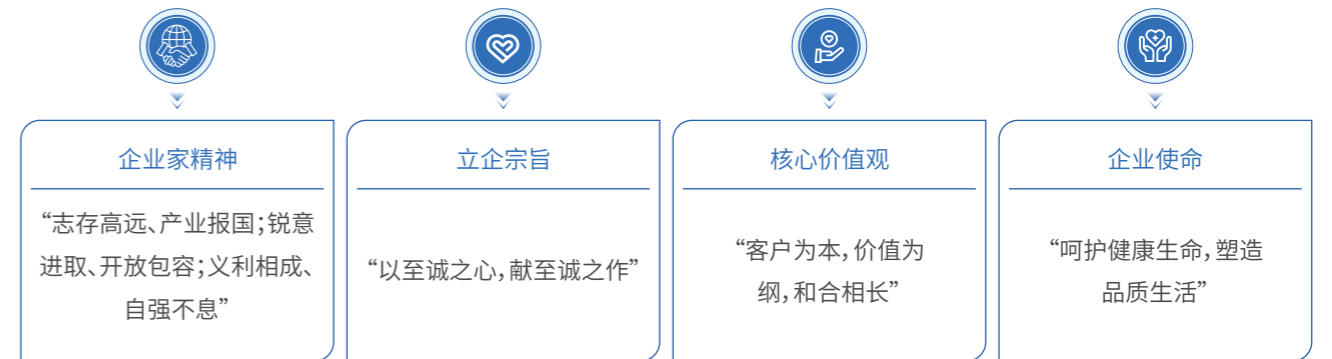 企业家精神
“志存高远、产业报国；锐意
进取、开放包容；义利相成、
自强不息”
立企宗旨
“以至诚之心，献至诚之作”
核心价值观
“客户为本，价值为
纲，和合相长”
企业使命
“呵护健康生命，塑造
品质生活”